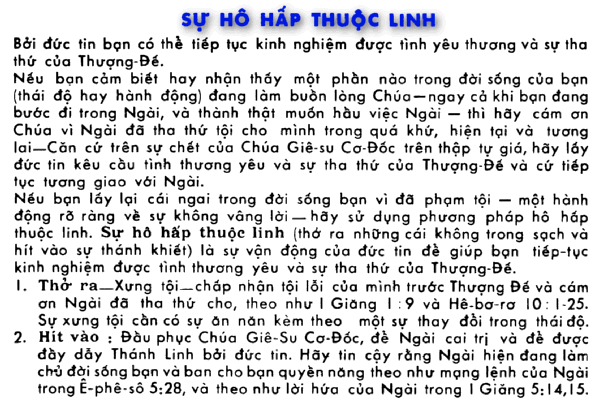 SỰ HÔ HẤP THUỘC LINH
Bởi đức tin bạn có thể tiếp tục kinh nghiệm được tình yêu thương và sự tha
thứ của Thượng-Đế.
Nếu bạn cảm biết hay nhận thấy một phần nào trong đời sống của bạn
(thái độ hay hành động) đang làm buồn lòng Chúa—ngay cả khi bạn đang
bước đi trong Ngài, và thành thật muốn hầu việc Ngài — thì hãy cám ơn
Chúa vì Ngài đã tha thứ tội cho mình trong quá khứ, hiện tại và tương
lai—Căn cứ trên sự chết của Chúa Giê-su Cơ-Đốc trên thập tự giá, hãy lấy
đức tin kêu cầu tình thương yêu và sự tha thứ của Thượng-Đế và cứ tiếp
tục tương giao với Ngài.
Nếu bạn lấy lại cái ngai trong đời sống bạn vì đã phạm tội — một hành
động rõ ràng về sự không vâng lời — hãy sử dụng phương pháp hô hấp
thuộc linh. Sự hô hấp thuộc linh (thở ra những cái không trong sạch và
hít vào sự thánh khiết) là sự vận động của đức tin để giúp bạn tiếp-tục
kinh nghiệm được tình thương yêu và sự tha thứ của Thượng-Đế.
1. Thở ra—Xưng tội—chấp nhận tội lỗi của mình trước Thượng Đế và cám
ơn Ngài đã tha thứ cho, theo như I Giăng 1:9 và Hê-bơ-rơ 10:1-25.
Sự xưng tội cần có sự ăn năn kèm theo một sự thay đổi trong thái độ.
2. Hít vào : Đầu phục Chúa Giê-Su Cơ-Đốc, để Ngài cai trị và để được
đầy dẫy Thánh Linh bởi đức tin. Hãy tin cậy rằng Ngài hiện đang làm
chủ đời sống bạn và ban cho bạn quyền năng theo như mạng lệnh của Ngài
trong Ê-phê-sô 5:28, và theo như lời hứa của Ngài trong I Giăng 5:14,15.